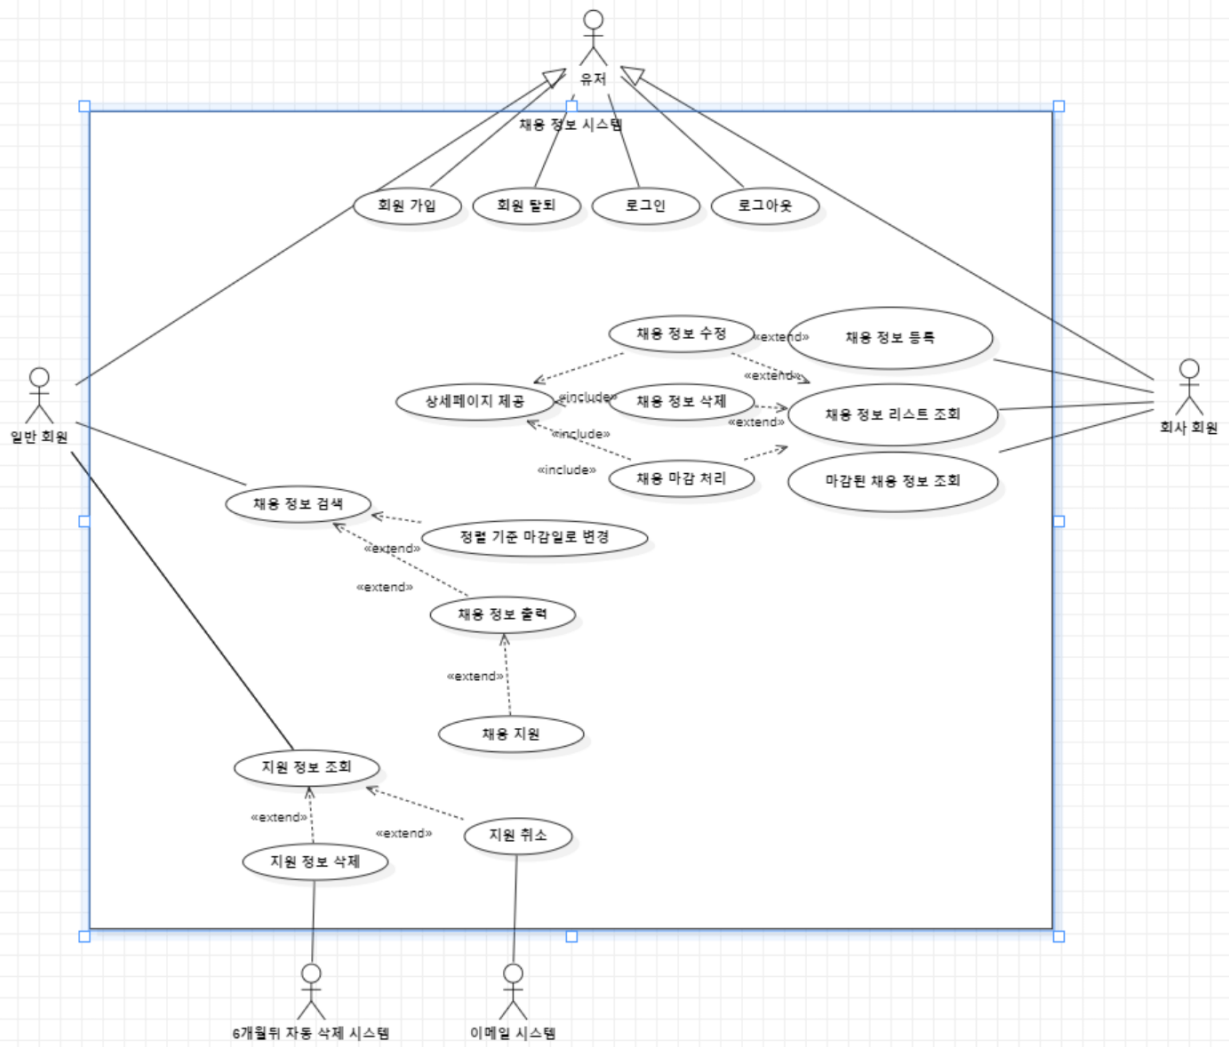 유저
채용 정보 시스템
회원 가입
회원 탈퇴
로그인
로그아웃
채용 정보 수정
«extend»
채용 정보 등록
«extend»
상세페이지 제공
«include»
채용 정보 삭제
채용 정보 리스트 조회
«extend»
«include»
«include»
채용 마감 처리
마감된 채용 정보 조회
일반 회원
회사 회원
채용 정보 검색
정렬 기준 마감일로 변경
«extend»
«extend»
채용 정보 출력
«extend»
채용 지원
지원 정보 조회
«extend»
«extend»
지원 취소
지원 정보 삭제
6개월뒤 자동 삭제 시스템
이메일 시스템